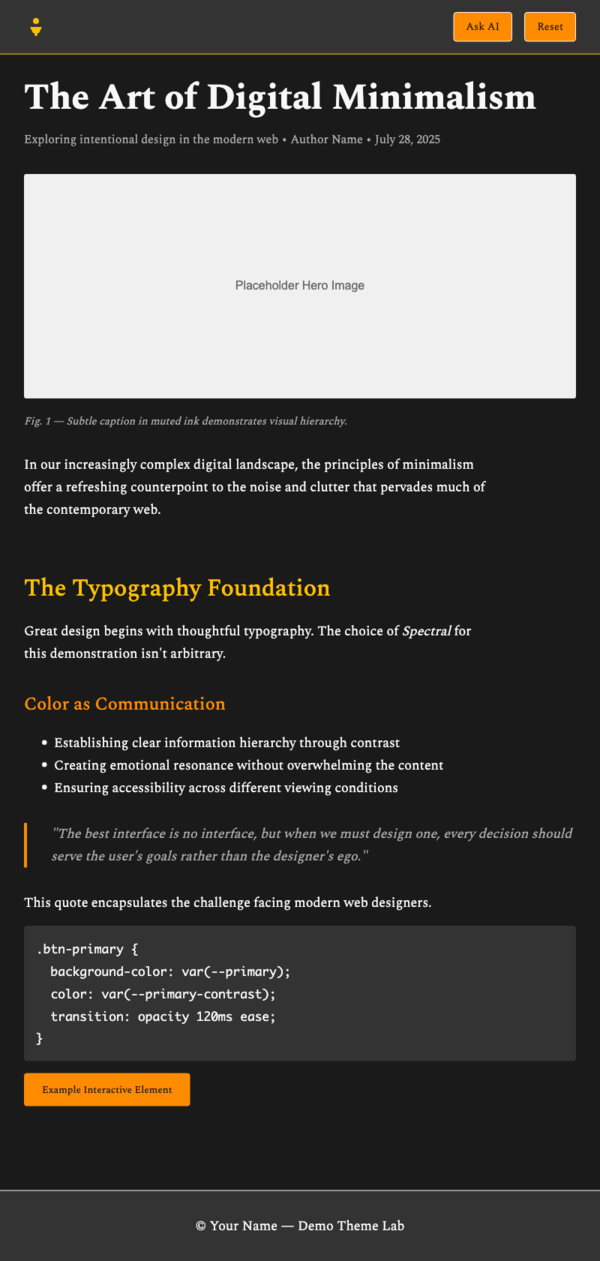 Ask AI
Reset
The Art of Digital Minimalism
Exploring intentional design in the modern web • Author Name • July 28, 2025
Placeholder Hero Image
Fig. 1 — Subtle caption in muted ink demonstrates visual hierarchy.
In our increasingly complex digital landscape, the principles of minimalism
offer a refreshing counterpoint to the noise and clutter that pervades much of
the contemporary web.
The Typography Foundation
Great design begins with thoughtful typography. The choice of Spectral for
this demonstration isn't arbitrary.
Color as Communication
• Establishing clear information hierarchy through contrast
• Creating emotional resonance without overwhelming the content
• Ensuring accessibility across different viewing conditions
"The best interface is no interface, but when we must design one, every decision should
serve the user's goals rather than the designer's ego."
This quote encapsulates the challenge facing modern web designers.
.btn-primary {
  background-color: var(--primary);
  color: var(--primary-contrast);
  transition: opacity 120ms ease;
}
Example Interactive Element
© Your Name — Demo Theme Lab